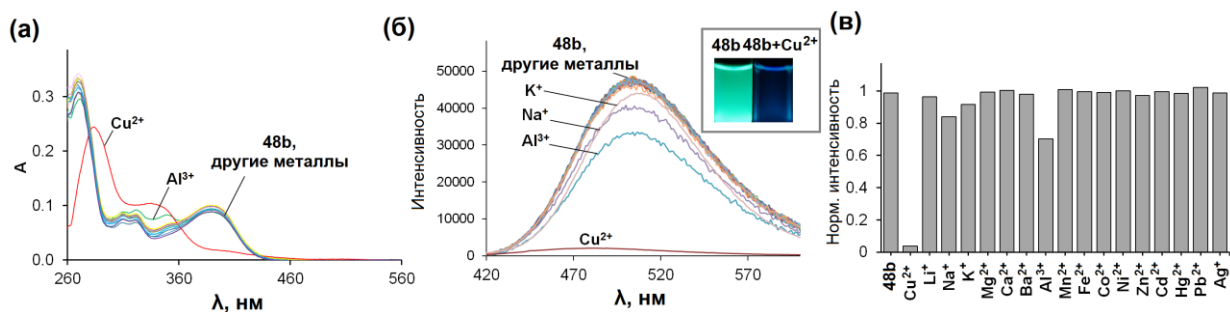 (а)
0.3
0.2
0.1
0.0
A
Cu²⁺
Al³⁺
48b,
другие металлы
260 360 460 560
λ, нм
(б)
50000
40000
30000
20000
10000
0
Интенсивность
48b,
другие металлы
K⁺
Na⁺
Al³⁺
Cu²⁺
420 470 520 570
λ, нм
48b 48b+Cu²⁺
(в)
1
0.8
0.6
0.4
0.2
0
Норм. интенсивность
48b
Cu²⁺
Li⁺
Na⁺
K⁺
Mg²⁺
Ca²⁺
Ba²⁺
Al³⁺
Mn²⁺
Fe²⁺
Co²⁺
Ni²⁺
Zn²⁺
Cd²⁺
Hg²⁺
Pb²⁺
Ag⁺